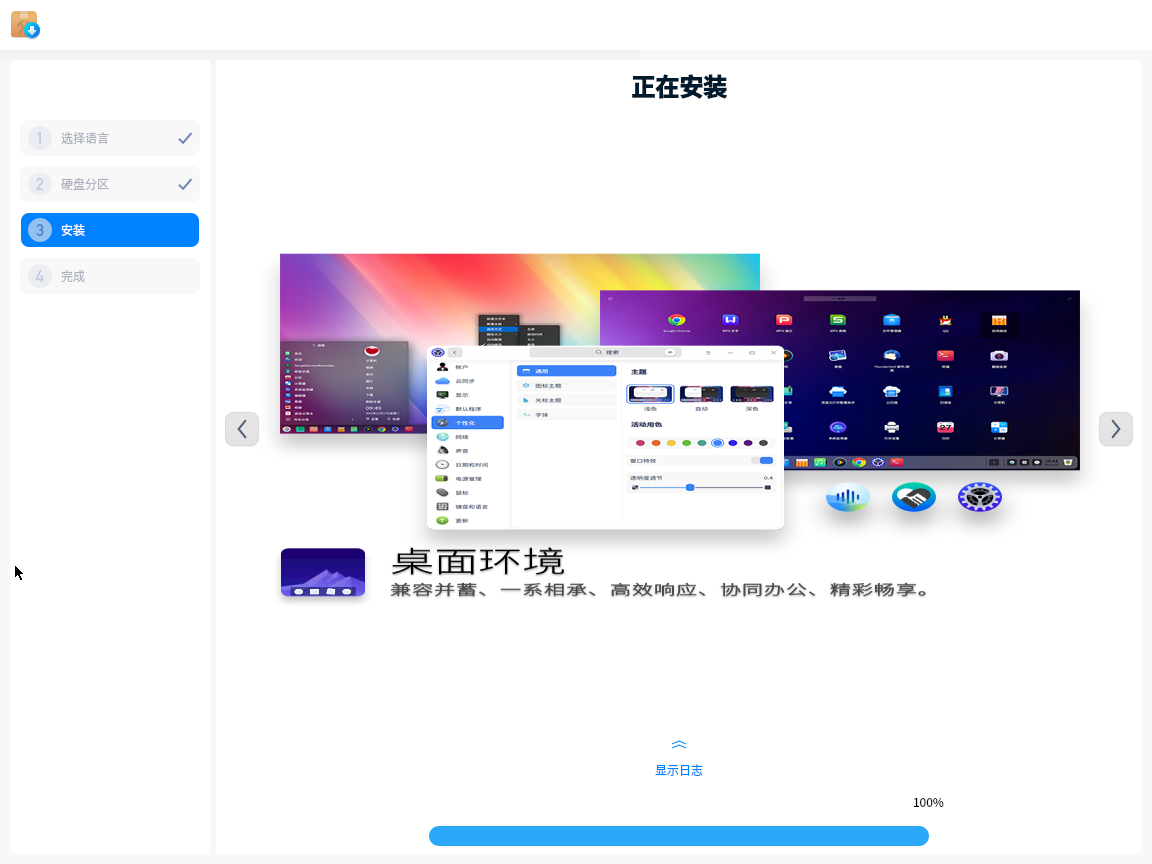 正在安装
1 选择语言
2 硬盘分区
3 安装
4 完成
搜索
帐户
云同步
显示
默认程序
个性化
网络
声音
日期和时间
电源管理
鼠标
键盘和语言
更新
通用
图标主题
光标主题
字体
主题
浅色
自动
深色
活动用色
窗口特效
透明度调节
0.4
Google Chrome
桌面环境
兼容并蓄、一系相承、高效响应、协同办公、精彩畅享。
显示日志
100%